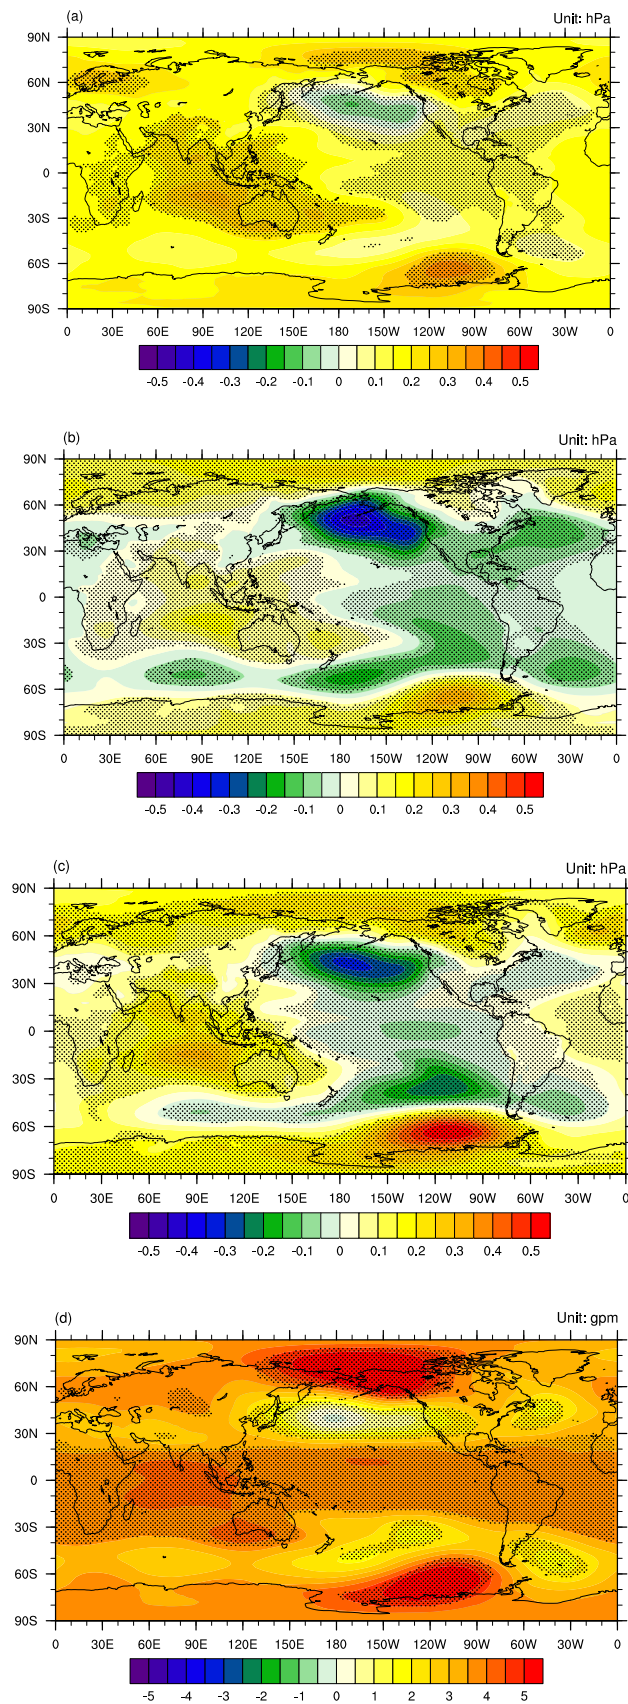 (a) Unit: hPa
90N
60N
30N
0
30S
60S
90S
0 30E 60E 90E 120E 150E 180 150W 120W 90W 60W 30W 0
-0.5 -0.4 -0.3 -0.2 -0.1 0 0.1 0.2 0.3 0.4 0.5
(b) Unit: hPa
90N
60N
30N
0
30S
60S
90S
0 30E 60E 90E 120E 150E 180 150W 120W 90W 60W 30W 0
-0.5 -0.4 -0.3 -0.2 -0.1 0 0.1 0.2 0.3 0.4 0.5
(c) Unit: hPa
90N
60N
30N
0
30S
60S
90S
0 30E 60E 90E 120E 150E 180 150W 120W 90W 60W 30W 0
-0.5 -0.4 -0.3 -0.2 -0.1 0 0.1 0.2 0.3 0.4 0.5
(d) Unit: gpm
90N
60N
30N
0
30S
60S
90S
0 30E 60E 90E 120E 150E 180 150W 120W 90W 60W 30W 0
-5 -4 -3 -2 -1 0 1 2 3 4 5